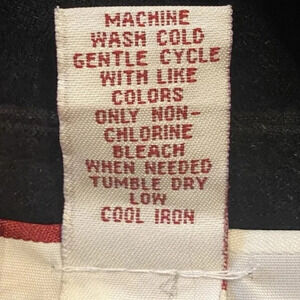 MACHINE
WASH COLD
GENTLE CYCLE
WITH LIKE
COLORS
ONLY NON-
CHLORINE
BLEACH
WHEN NEEDED
TUMBLE DRY
LOW
COOL IRON